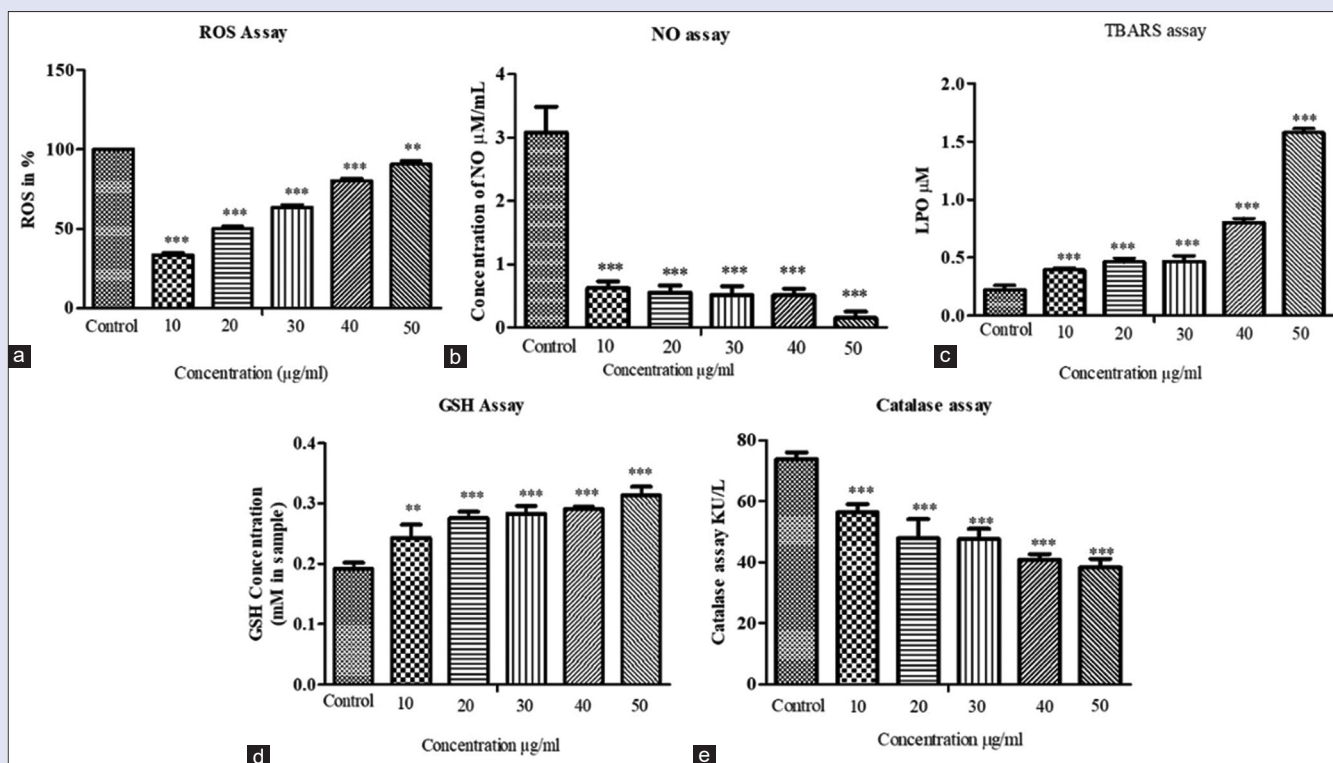 ROS Assay
ROS in %
150
100
50
0
***
***
***
***
**
Control 10 20 30 40 50
Concentration (µg/ml)
a
NO assay
Concentration of NO µM/mL
4
3
2
1
0
***
***
***
***
***
Control 10 20 30 40 50
Concentration µg/ml
b
TBARS assay
LPO µM
2.0
1.5
1.0
0.5
0.0
***
***
***
***
***
Control 10 20 30 40 50
Concentration µg/ml
c
GSH Assay
GSH Concentration
(mM in sample)
0.4
0.3
0.2
0.1
0.0
**
***
***
***
***
Control 10 20 30 40 50
Concentration µg/ml
d
Catalase assay
Catalase assay KU/L
80
60
40
20
0
***
***
***
***
***
Control 10 20 30 40 50
Concentration µg/ml
e